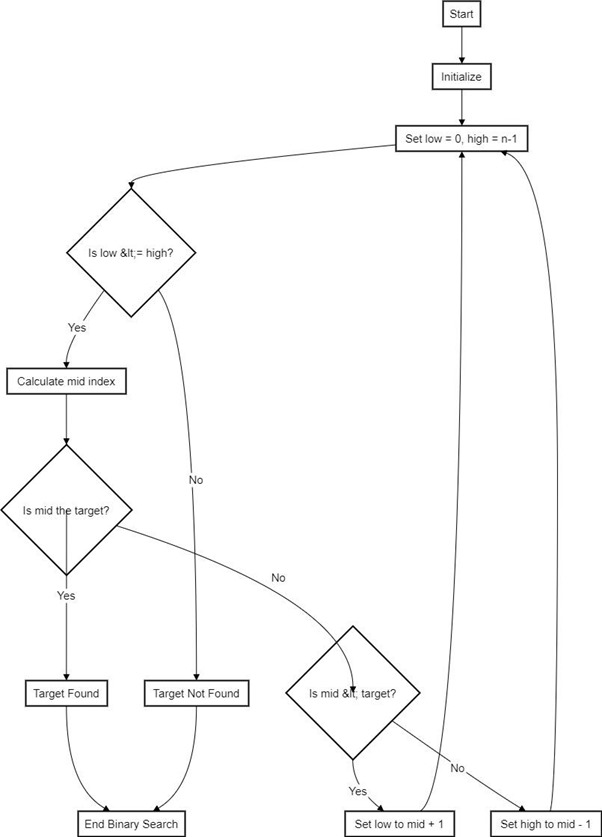 Start
Initialize
Set low = 0, high = n-1
Is low &lt;= high?
Yes
Calculate mid index
No
Is mid the target?
No
Yes
Target Found
Target Not Found
Is mid &lt; target?
No
Yes
End Binary Search
Set low to mid + 1
Set high to mid - 1